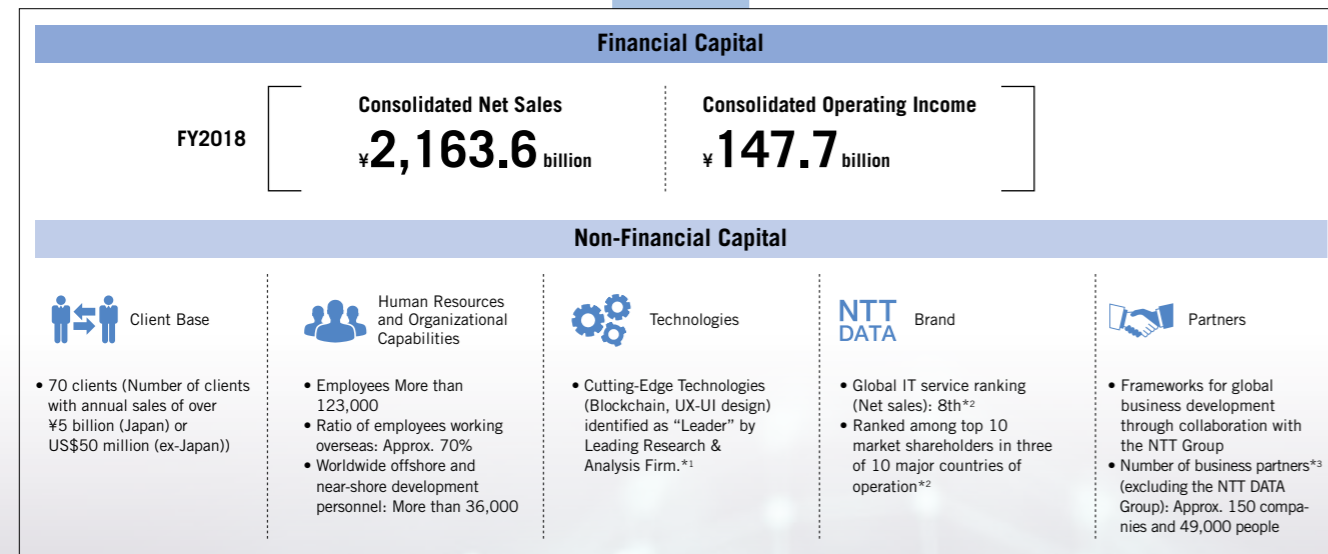 Financial Capital
FY2018
Consolidated Net Sales
¥2,163.6 billion
Consolidated Operating Income
¥147.7 billion
Non-Financial Capital
Client Base
• 70 clients (Number of clients
with annual sales of over
¥5 billion (Japan) or
US$50 million (ex-Japan))
Human Resources
and Organizational
Capabilities
• Employees More than
123,000
• Ratio of employees working
overseas: Approx. 70%
• Worldwide offshore and
near-shore development
personnel: More than 36,000
Technologies
• Cutting-Edge Technologies
(Blockchain, UX-UI design)
identified as “Leader” by
Leading Research &
Analysis Firm.*1
NTT
DATA
Brand
• Global IT service ranking
(Net sales): 8th*2
• Ranked among top 10
market shareholders in three
of 10 major countries of
operation*2
Partners
• Frameworks for global
business development
through collaboration with
the NTT Group
• Number of business partners*3
(excluding the NTT DATA
Group): Approx. 150 compa-
nies and 49,000 people